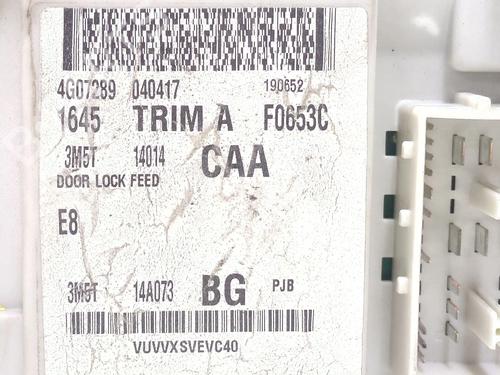 4G07289 040417 190652
1645 TRIM A F0653C
3M5T 14014 CAA
DOOR LOCK FEED
E8
3M5T 14A073 BG PJB
VUVVXSVEVC40